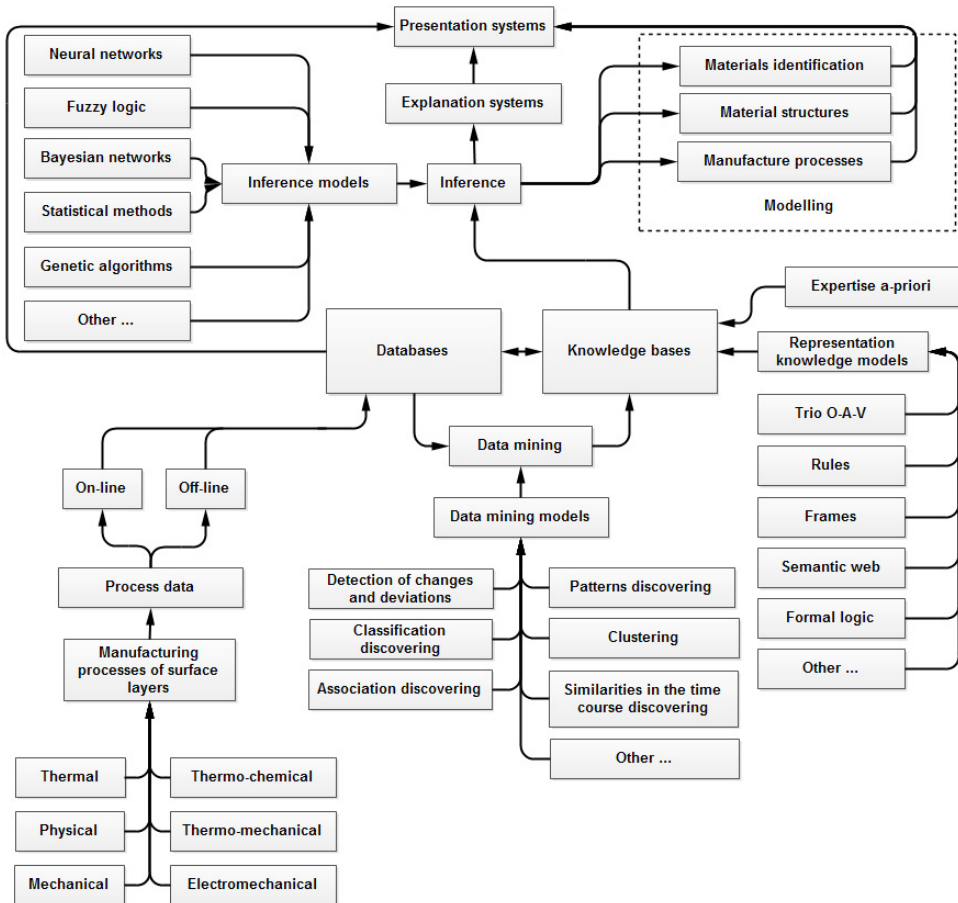 Presentation systems
Neural networks
Fuzzy logic
Bayesian networks
Statistical methods
Genetic algorithms
Other ...
Inference models
Explanation systems
Inference
Materials identification
Material structures
Manufacture processes
Modelling
Databases
Knowledge bases
Expertise a-priori
Representation
knowledge models
Trio O-A-V
Rules
Frames
Semantic web
Formal logic
Other ...
Data mining
Data mining models
Detection of changes
and deviations
Classification
discovering
Association discovering
Patterns discovering
Clustering
Similarities in the time
course discovering
Other ...
On-line
Off-line
Process data
Manufacturing
processes of surface
layers
Thermal
Thermo-chemical
Physical
Thermo-mechanical
Mechanical
Electromechanical